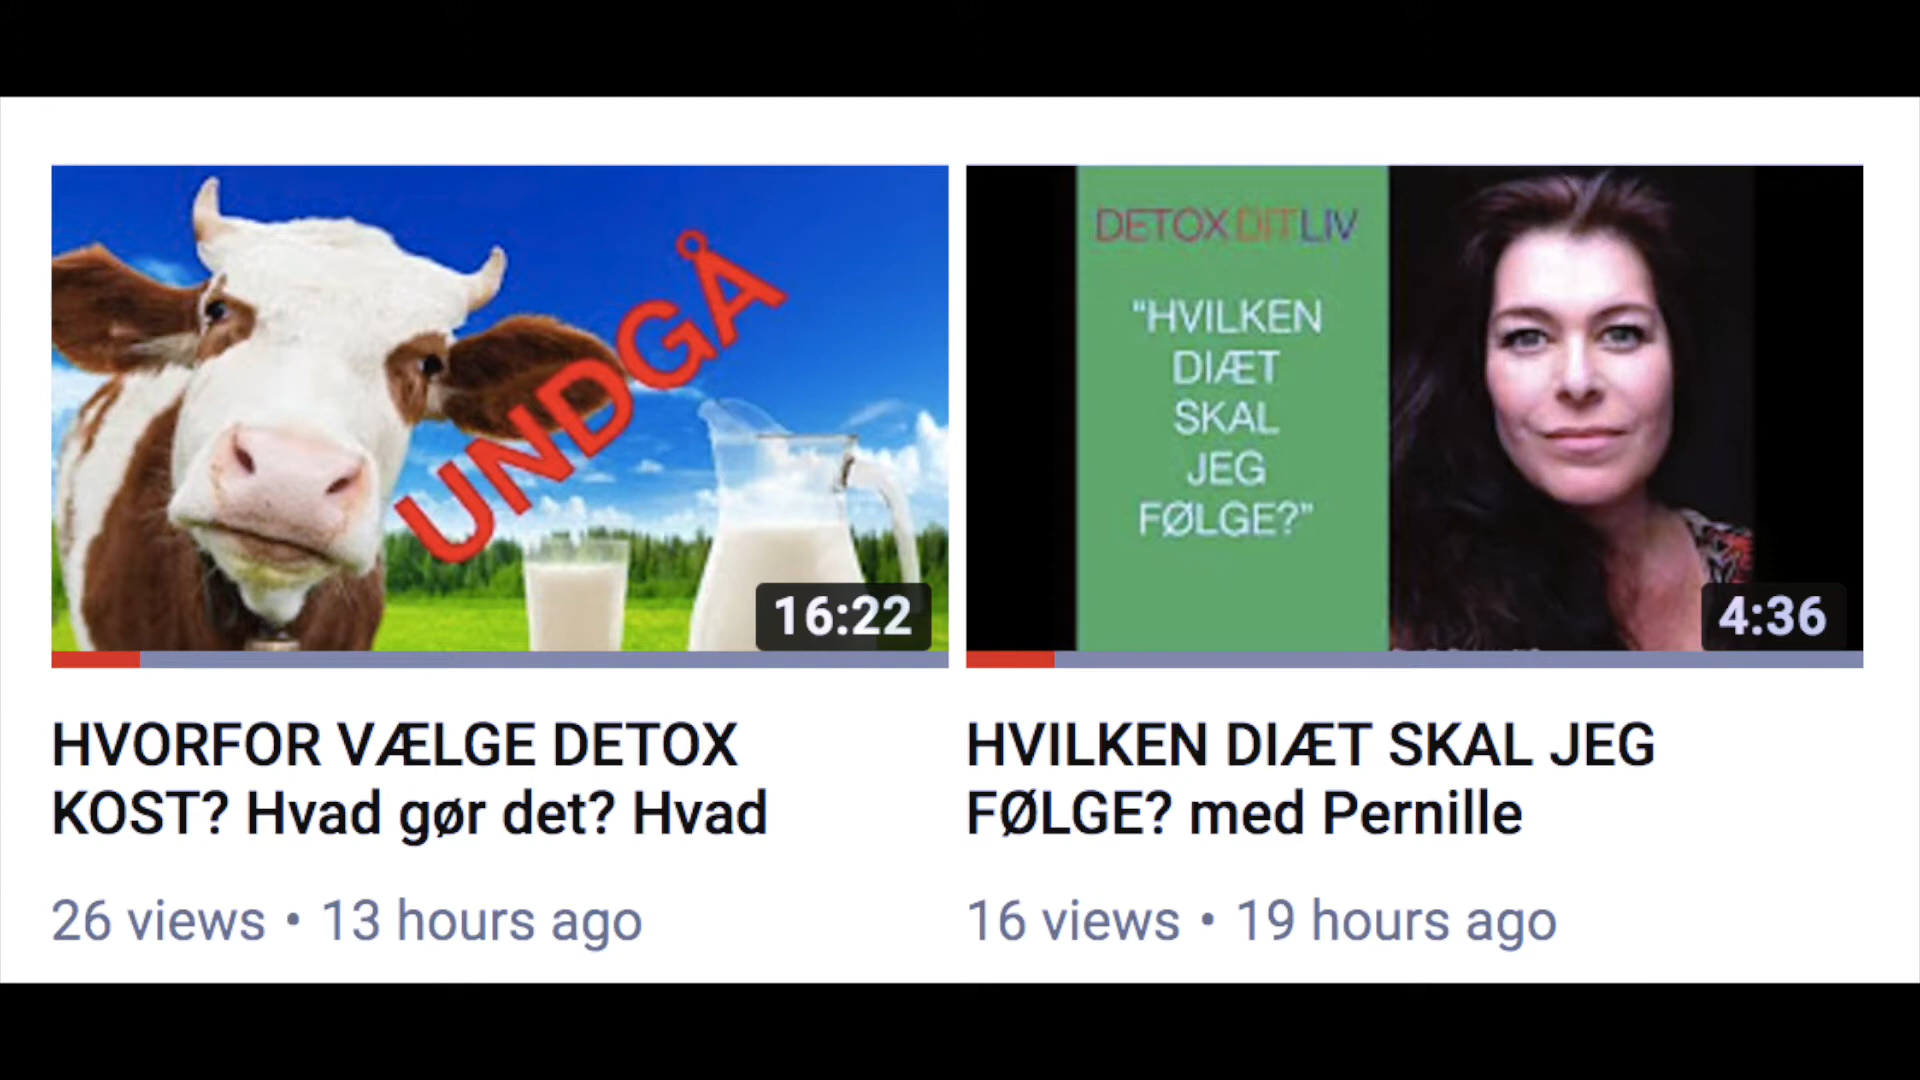 UNDGÅ
16:22
HVORFOR VÆLGE DETOX
KOST? Hvad gør det? Hvad
26 views • 13 hours ago
DETOX DIT LIV
“HVILKEN
DIÆT
SKAL
JEG
FØLGE?”
4:36
HVILKEN DIÆT SKAL JEG
FØLGE? med Pernille
16 views • 19 hours ago